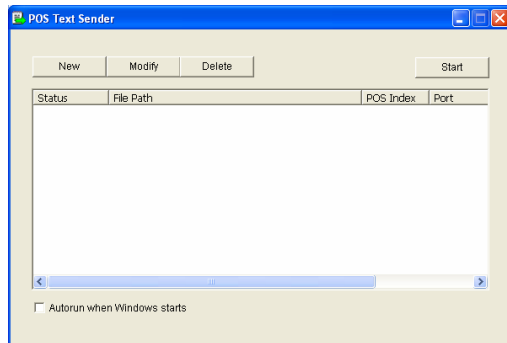 POS Text Sender
New Modify Delete Start
Status File Path POS Index Port
Autorun when Windows starts